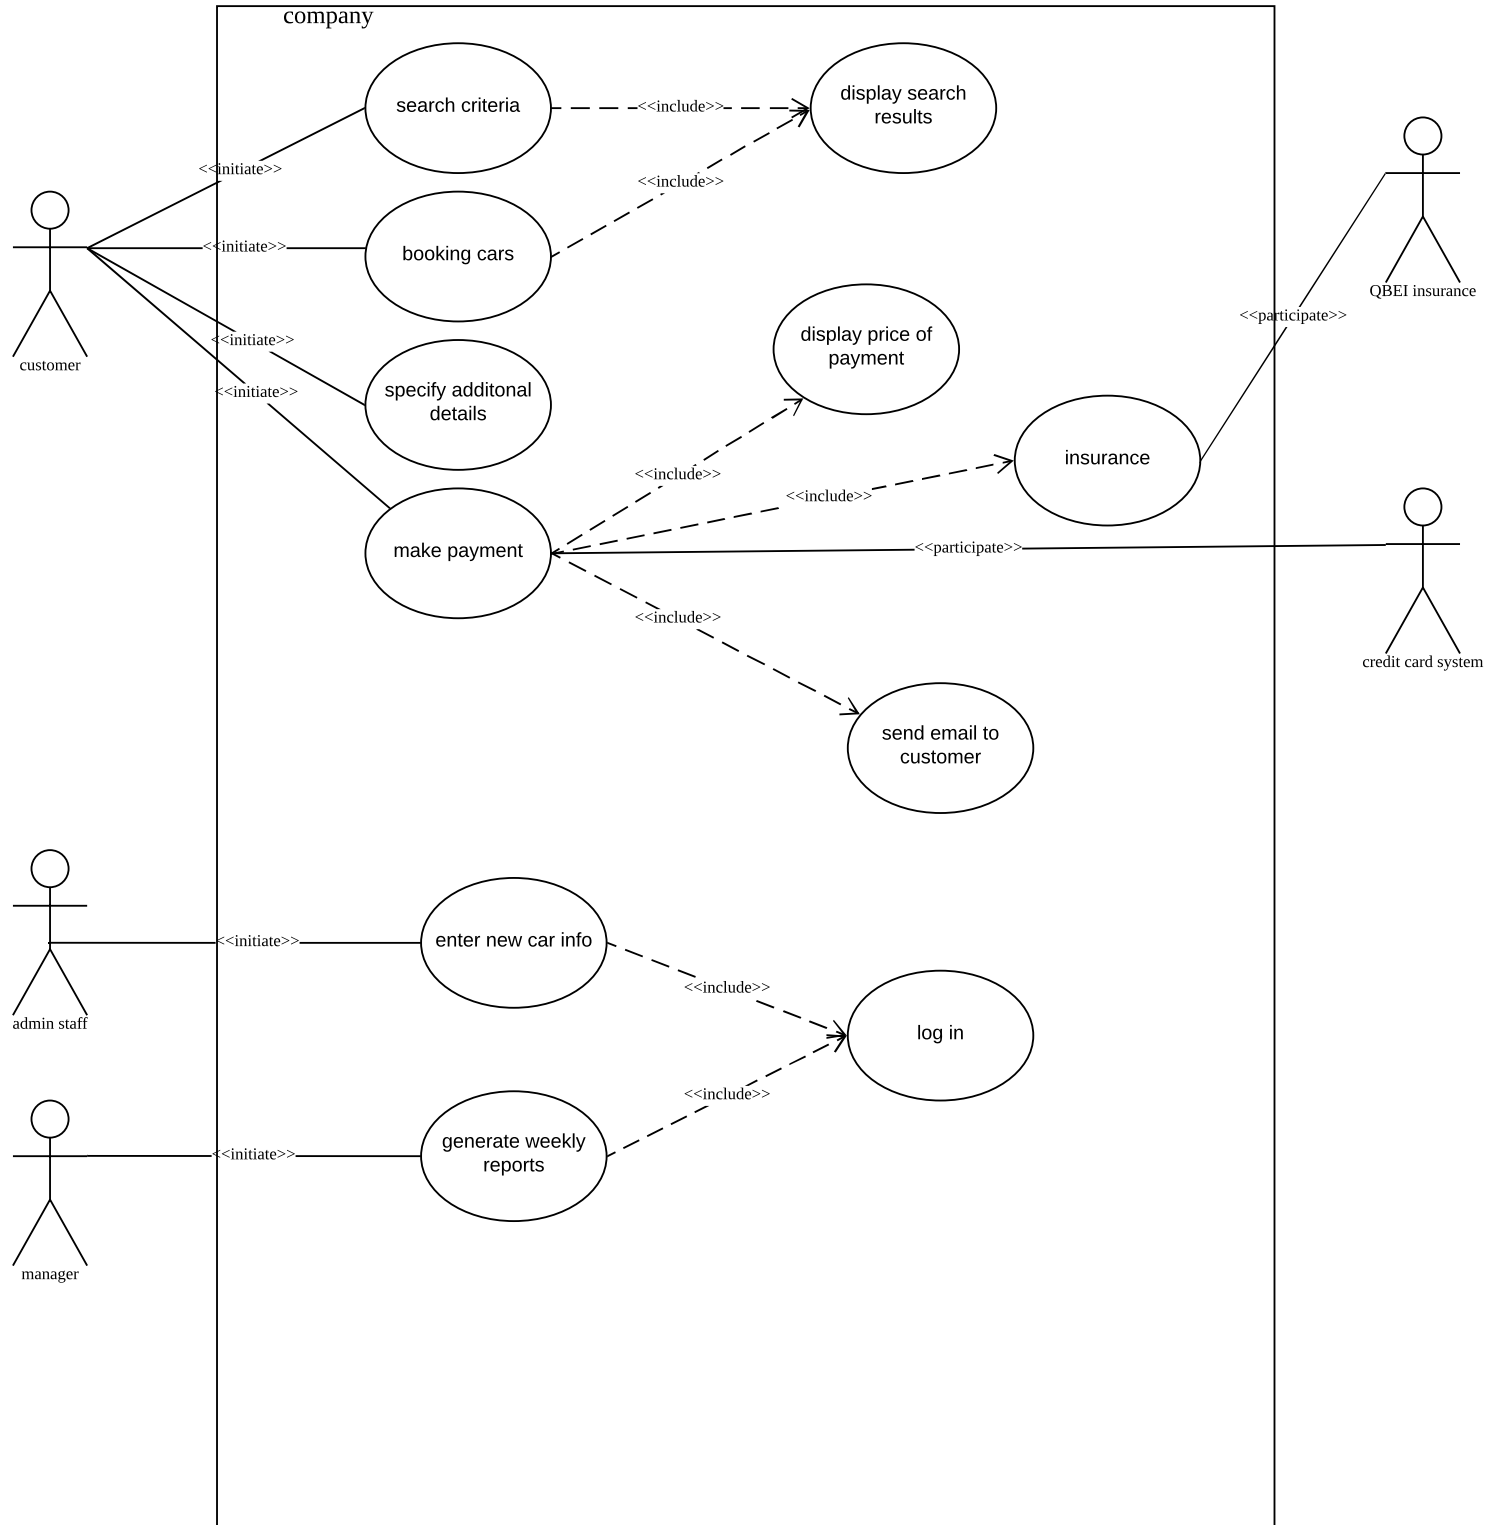 company
search criteria
<<include>>
display search
results
<<initiate>>
<<include>>
booking cars
<<initiate>>
customer
QBEI insurance
<<participate>>
display price of
payment
<<initiate>>
specify additonal
details
<<initiate>>
insurance
<<include>>
<<include>>
make payment
<<participate>>
<<include>>
credit card system
send email to
customer
enter new car info
<<initiate>>
<<include>>
admin staff
log in
<<include>>
generate weekly
reports
<<initiate>>
manager